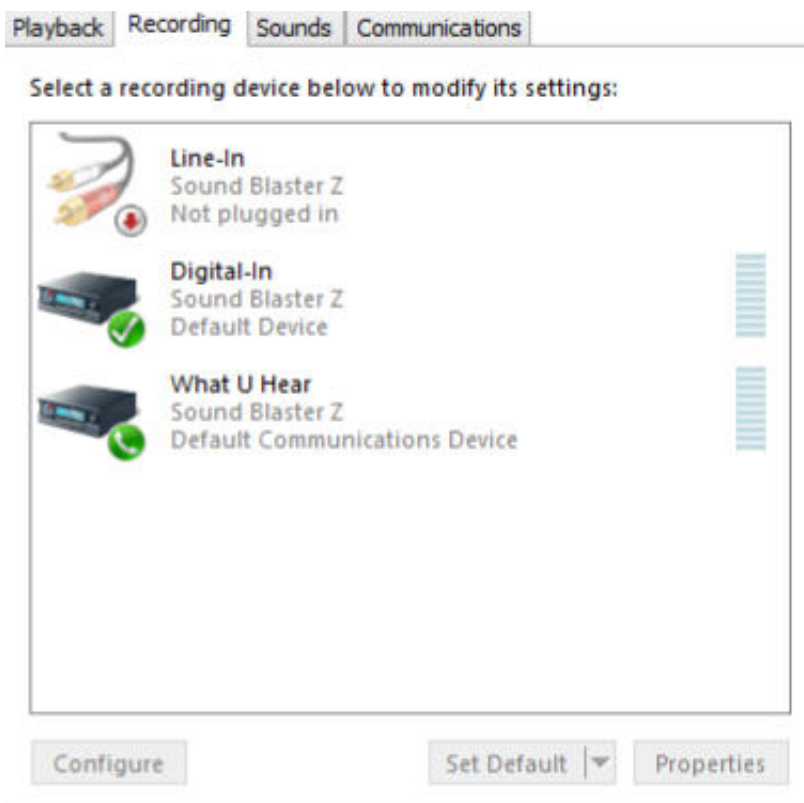 Playback Recording Sounds Communications
Select a recording device below to modify its settings:
Line-In
Sound Blaster Z
Not plugged in
Digital-In
Sound Blaster Z
Default Device
What U Hear
Sound Blaster Z
Default Communications Device
Configure Set Default Properties